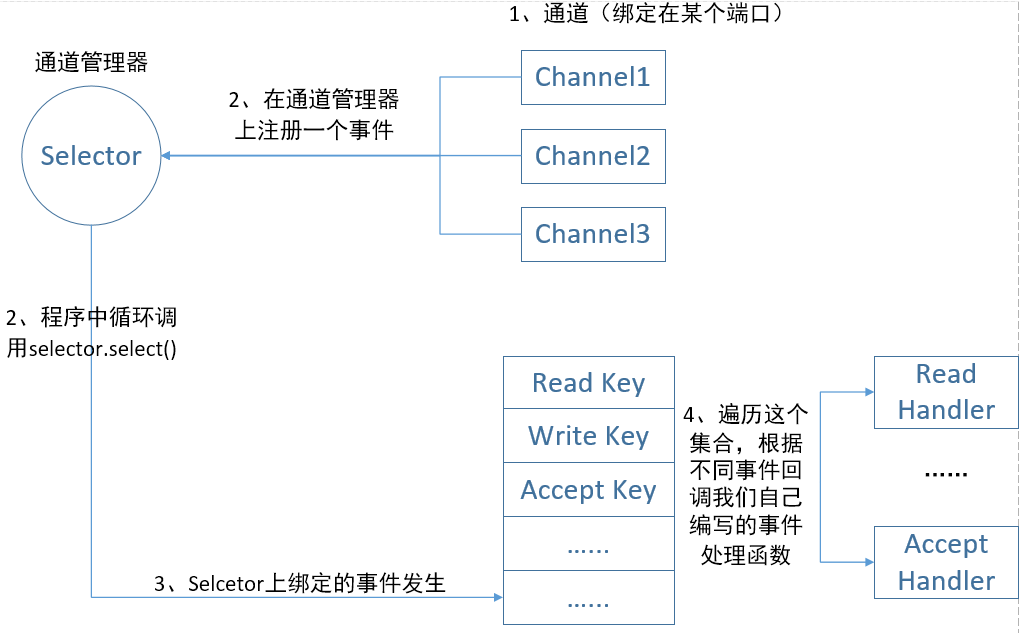 1、通道（绑定在某个端口）
通道管理器
Selector
2、在通道管理器
上注册一个事件
Channel1
Channel2
Channel3
2、程序中循环调
用selector.select()
3、Selcetor上绑定的事件发生
Read Key
Write Key
Accept Key
......
......
4、遍历这个
集合，根据
不同事件回
调我们自己
编写的事件
处理函数
Read
Handler
......
Accept
Handler